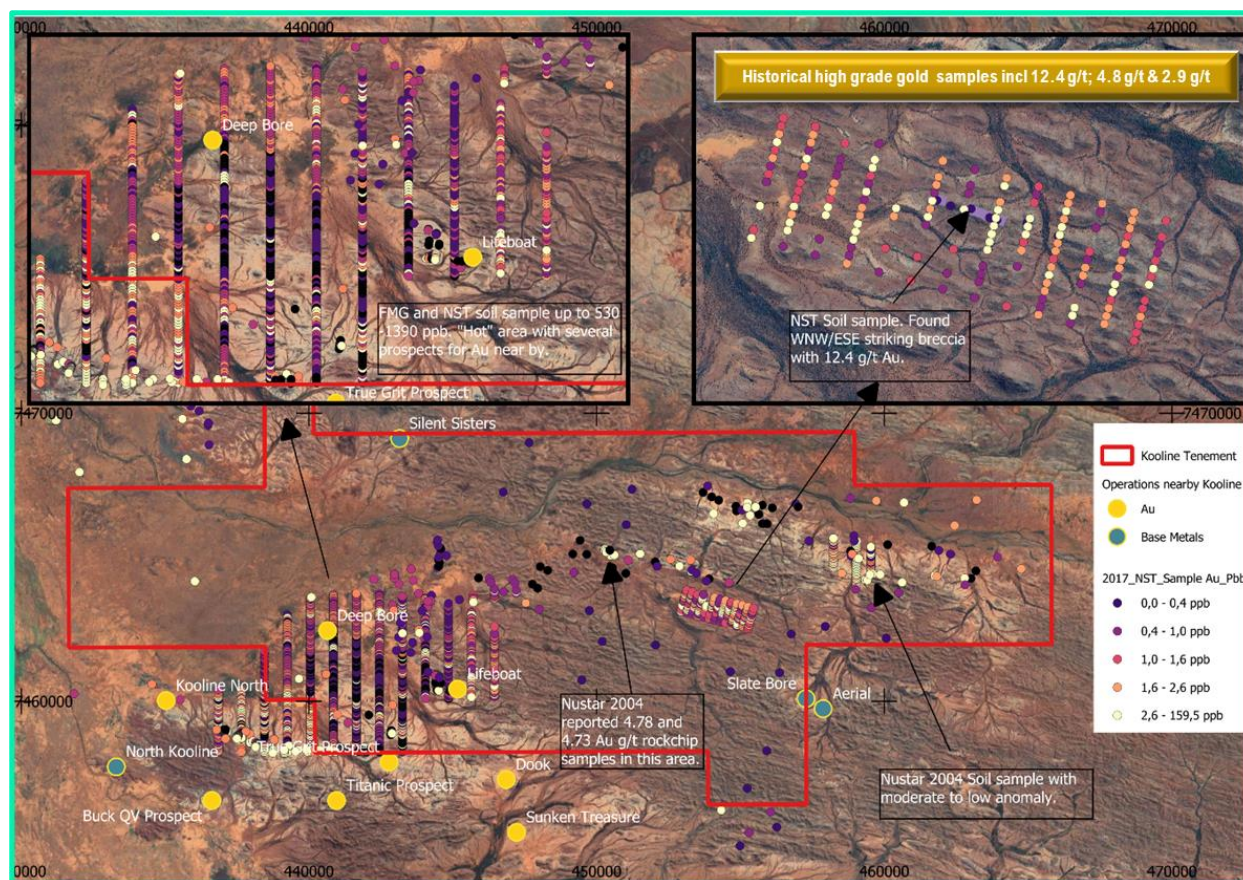 0000
440000
450000
460000
470000
Historical high grade gold samples incl 12.4 g/t; 4.8 g/t & 2.9 g/t
Deep Bore
Lifeboat
FMG and NST soil sample up to 530
-1390 ppb. "Hot" area with several
prospects for Au near by.
True Grit Prospect
NST Soil sample. Found
WNW/ESE striking breccia
with 12.4 g/t Au.
7470000
7470000
Silent Sisters
Kooline Tenement
Operations nearby Kooline
Au
Base Metals
2017_NST_Sample Au_Pbb
0,0 - 0,4 ppb
0,4 - 1,0 ppb
1,0 - 1,6 ppb
1,6 - 2,6 ppb
2,6 - 159,5 ppb
Deep Bore
Lifeboat
Kooline North
7460000
7460000
Slate Bore
Aerial
Nustar 2004
reported 4.78 and
4.73 Au g/t rockchip
samples in this area.
North Kooline
True Grit Prospect
Titanic Prospect
Dook
Buck QV Prospect
Sunken Treasure
Nustar 2004 Soil sample with
moderate to low anomaly.
0000
440000
450000
460000
470000